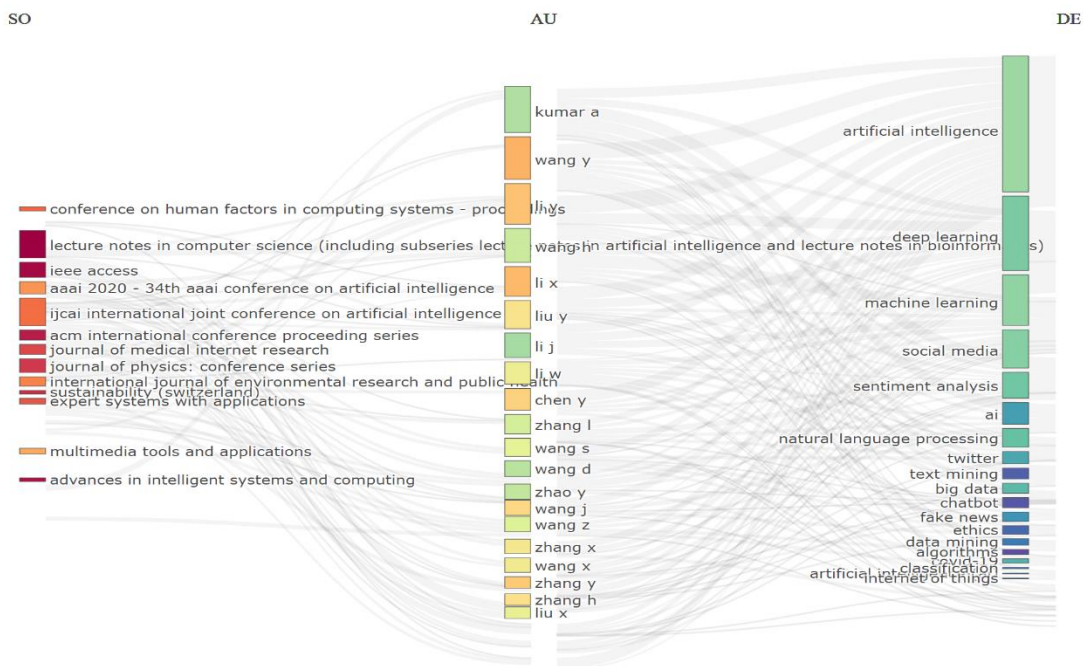 SO
AU
DE
conference on human factors in computing systems - proceedings
lecture notes in computer science (including subseries lecture notes in artificial intelligence and lecture notes in bioinformatics)
ieee access
aaai 2020 - 34th aaai conference on artificial intelligence
ijcai international joint conference on artificial intelligence
acm international conference proceeding series
journal of medical internet research
journal of physics: conference series
international journal of environmental research and public health
sustainability (switzerland)
expert systems with applications
multimedia tools and applications
advances in intelligent systems and computing
kumar a
wang y
li y
wang h
li x
liu y
li j
li w
chen y
zhang l
wang s
wang d
zhao y
wang j
wang z
zhang x
wang x
zhang y
zhang h
liu x
artificial intelligence
deep learning
machine learning
social media
sentiment analysis
ai
natural language processing
twitter
text mining
big data
chatbot
fake news
ethics
data mining
algorithms
covid-19
classification
artificial
internet of things